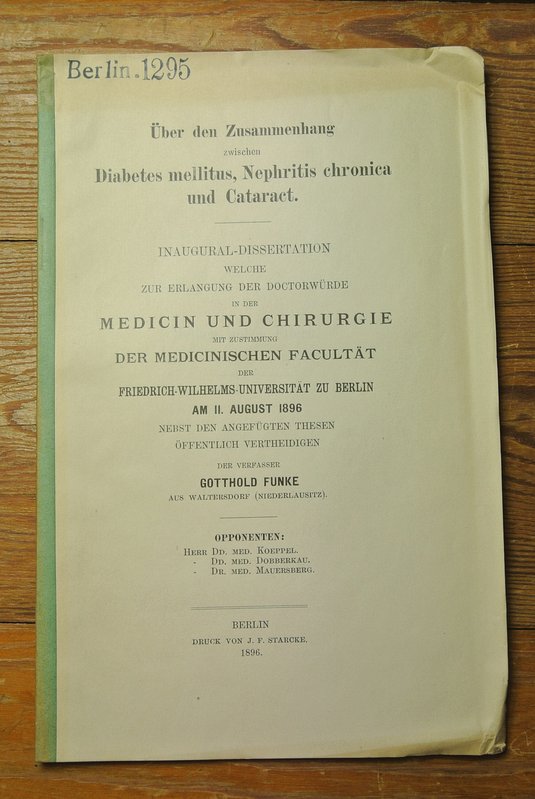 Berlin.1295
Über den Zusammenhang
zwischen
Diabetes mellitus, Nephritis chronica
und Cataract.
INAUGURAL-DISSERTATION
WELCHE
ZUR ERLANGUNG DER DOCTORWÜRDE
IN DER
MEDICIN UND CHIRURGIE
MIT ZUSTIMMUNG
DER MEDICINISCHEN FACULTÄT
DER
FRIEDRICH-WILHELMS-UNIVERSITÄT ZU BERLIN
AM 11. AUGUST 1896
NEBST DEN ANGEFÜGTEN THESEN
ÖFFENTLICH VERTHEIDIGEN
DER VERFASSER
GOTTHOLD FUNKE
AUS WALTERSDORF (NIEDERLAUSITZ).
OPPONENTEN:
HERR DD. MED. KOEPPEL.
- DD. MED. DOBBERKAU.
- DR. MED. MAUERSBERG.
BERLIN
DRUCK VON J. F. STARCKE.
1896.